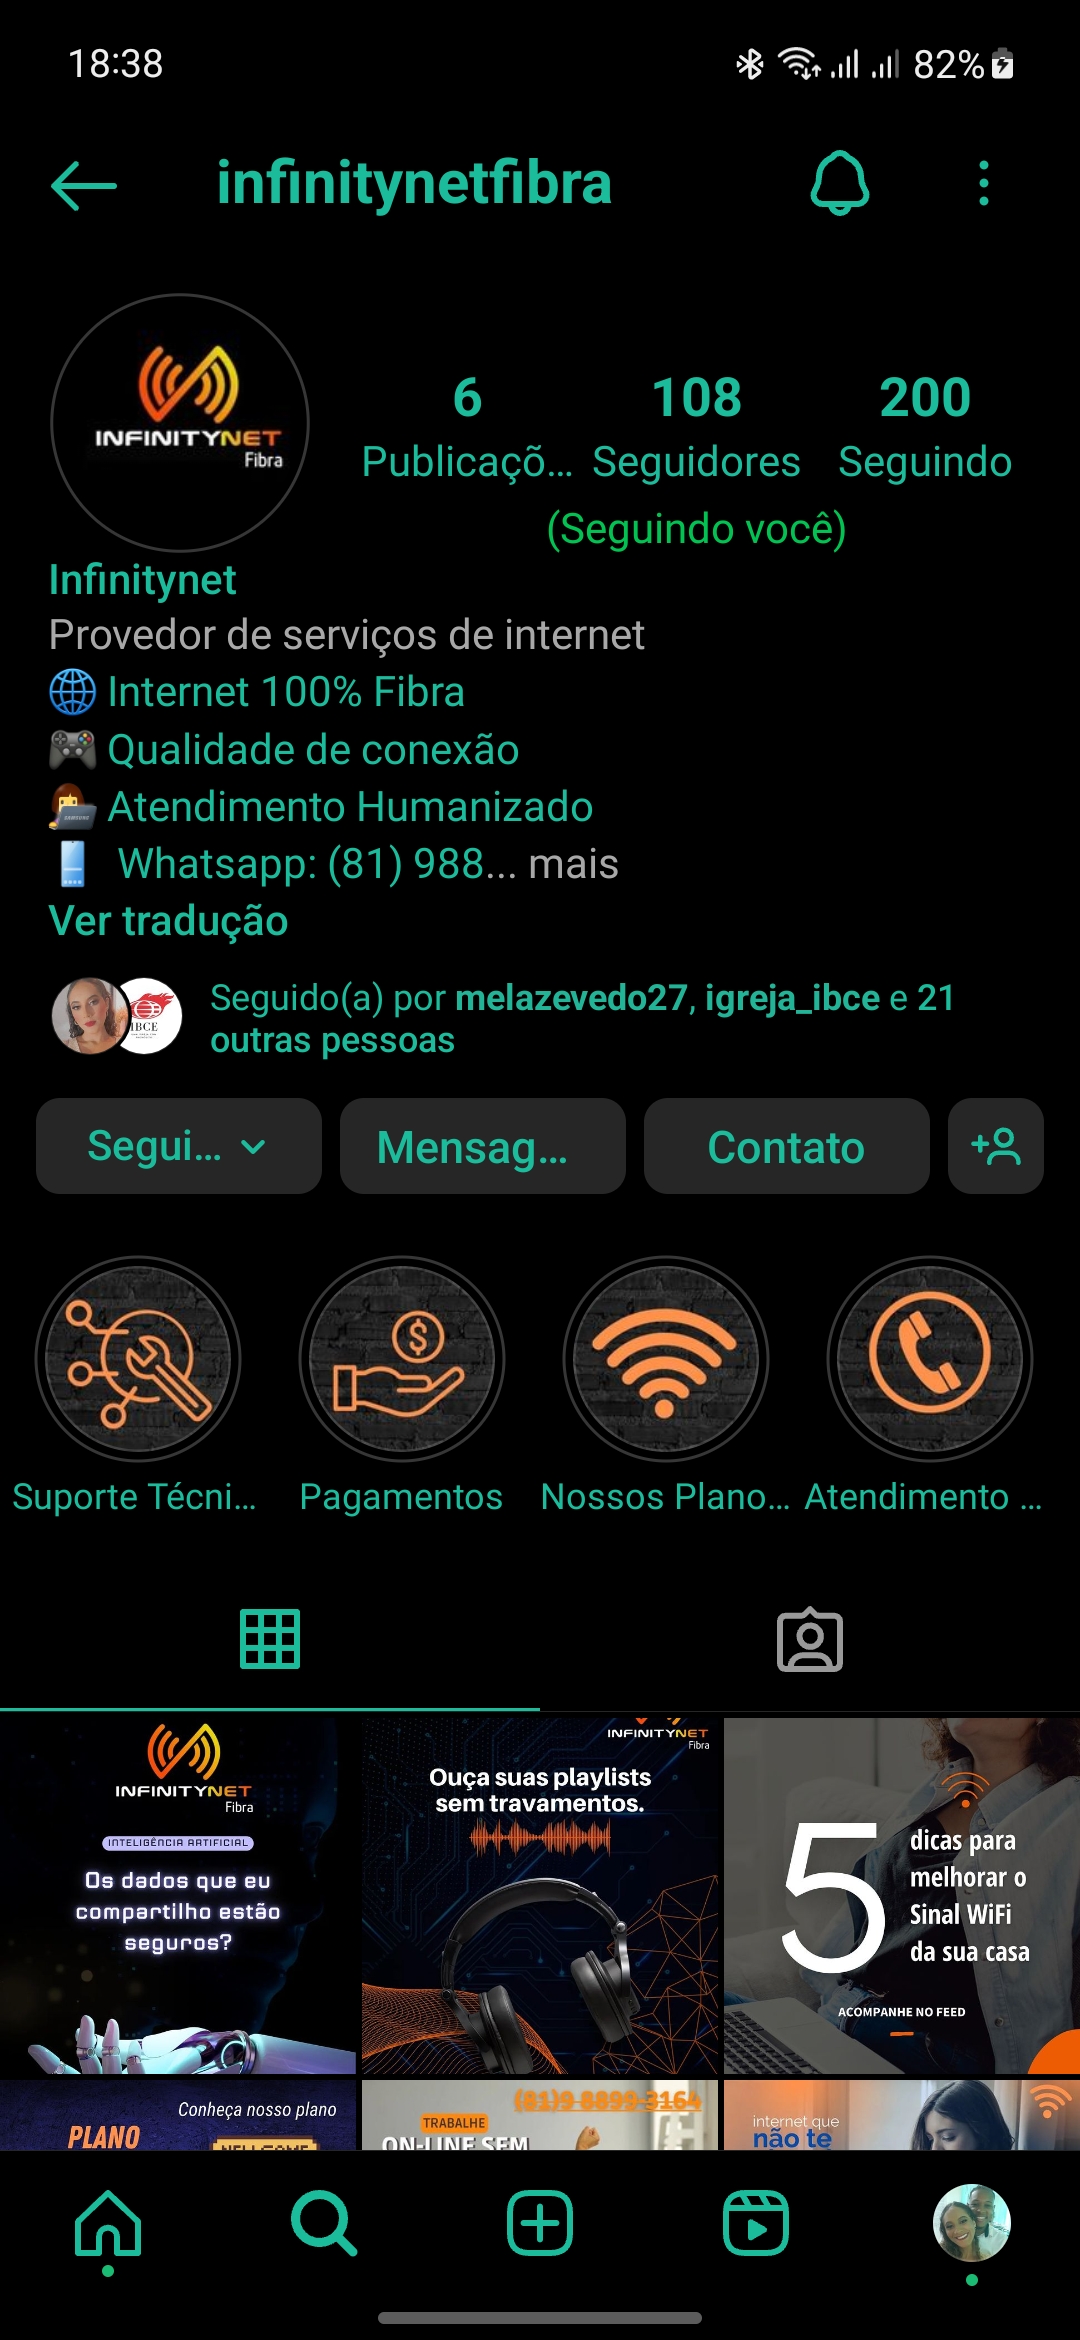 18:38
82%
infinitynetfibra
INFINITYNET
Fibra
6
108
200
Publicaçõ...
Seguidores
Seguindo
(Seguindo você)
Infinitynet
Provedor de serviços de internet
Internet 100% Fibra
Qualidade de conexão
Atendimento Humanizado
Whatsapp: (81) 988... mais
Ver tradução
IBCE
Seguido(a) por melazevedo27, igreja_ibce e 21
outras pessoas
Segui...
Mensag...
Contato
Suporte Técni...
Pagamentos
Nossos Plano...
Atendimento ...
INFINITYNET
Fibra
INTELIGÊNCIA ARTIFICIAL
Os dados que eu
compartilho estão
seguros?
INFINITYNET
Fibra
Ouça suas playlists
sem travamentos.
5
dicas para
melhorar o
Sinal WiFi
da sua casa
ACOMPANHE NO FEED
Conheça nosso plano
PLANO
(81)9 8899-3164
TRABALHE
ON-LINE SEM
internet que
não te